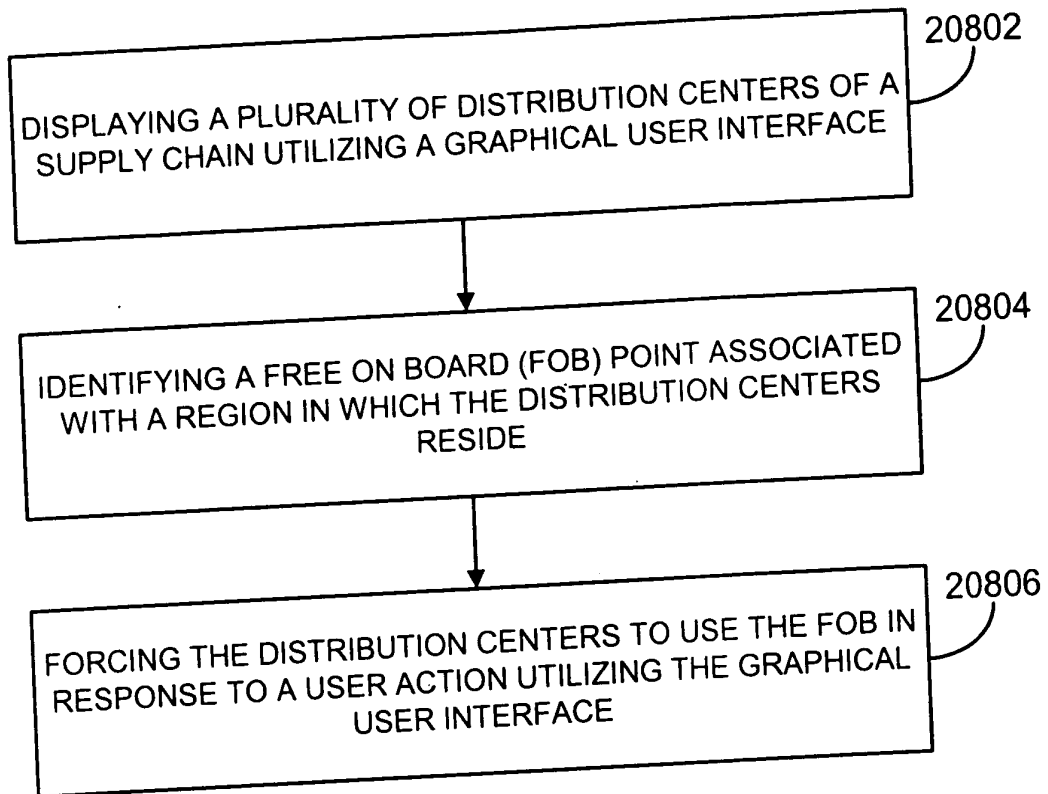 20802
DISPLAYING A PLURALITY OF DISTRIBUTION CENTERS OF A
SUPPLY CHAIN UTILIZING A GRAPHICAL USER INTERFACE
20804
IDENTIFYING A FREE ON BOARD (FOB) POINT ASSOCIATED
WITH A REGION IN WHICH THE DISTRIBUTION CENTERS
RESIDE
20806
FORCING THE DISTRIBUTION CENTERS TO USE THE FOB IN
RESPONSE TO A USER ACTION UTILIZING THE GRAPHICAL
USER INTERFACE